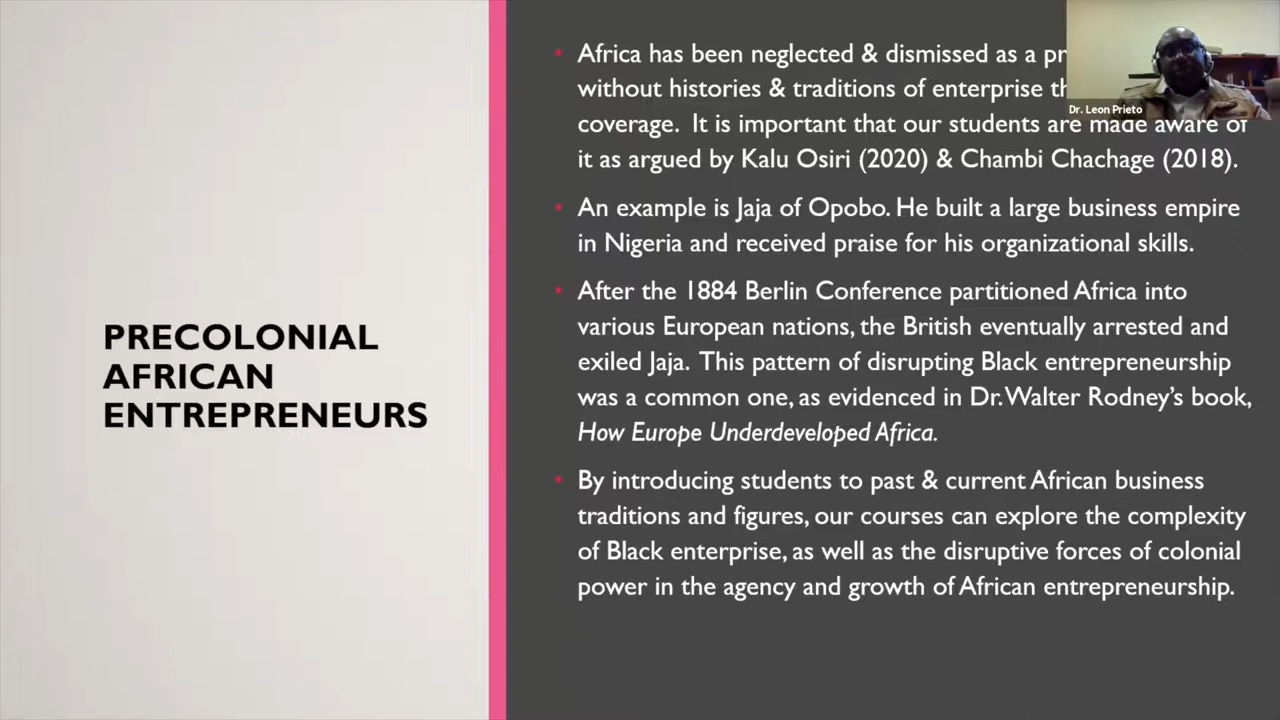 PRECOLONIAL
AFRICAN
ENTREPRENEURS
• Africa has been neglected & dismissed as a
without histories & traditions of enterprise
coverage. It is important that our students are made aware of
it as argued by Kalu Osiri (2020) & Chambi Chachage (2018).
• An example is Jaja of Opobo. He built a large business empire
in Nigeria and received praise for his organizational skills.
• After the 1884 Berlin Conference partitioned Africa into
various European nations, the British eventually arrested and
exiled Jaja. This pattern of disrupting Black entrepreneurship
was a common one, as evidenced in Dr. Walter Rodney's book,
How Europe Underdeveloped Africa.
• By introducing students to past & current African business
traditions and figures, our courses can explore the complexity
of Black enterprise, as well as the disruptive forces of colonial
power in the agency and growth of African entrepreneurship.
Dr. Leon Prieto